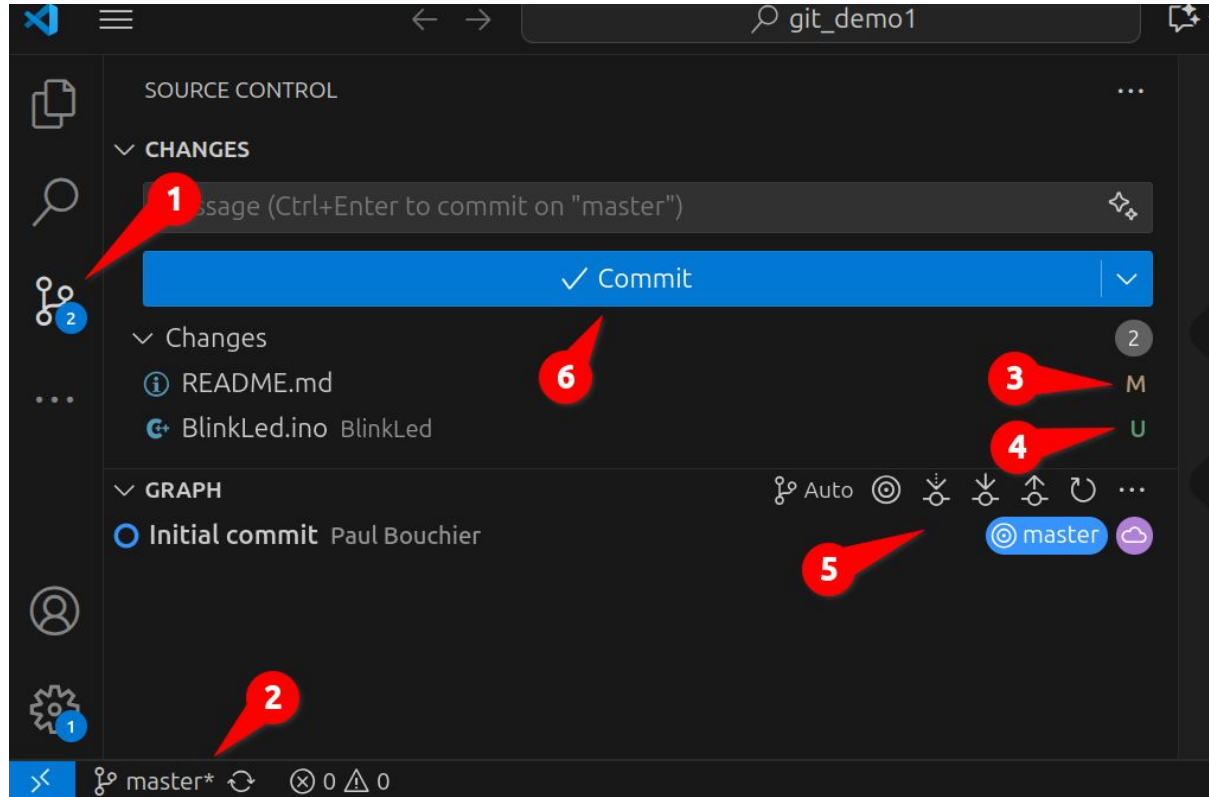 git_demo1
SOURCE CONTROL
CHANGES
1
ssage (Ctrl+Enter to commit on "master")
Commit
2
Changes
2
6
README.md
3
M
BlinkLed.ino BlinkLed
4
U
GRAPH
Auto
Initial commit Paul Bouchier
master
5
2
1
master* 0 0